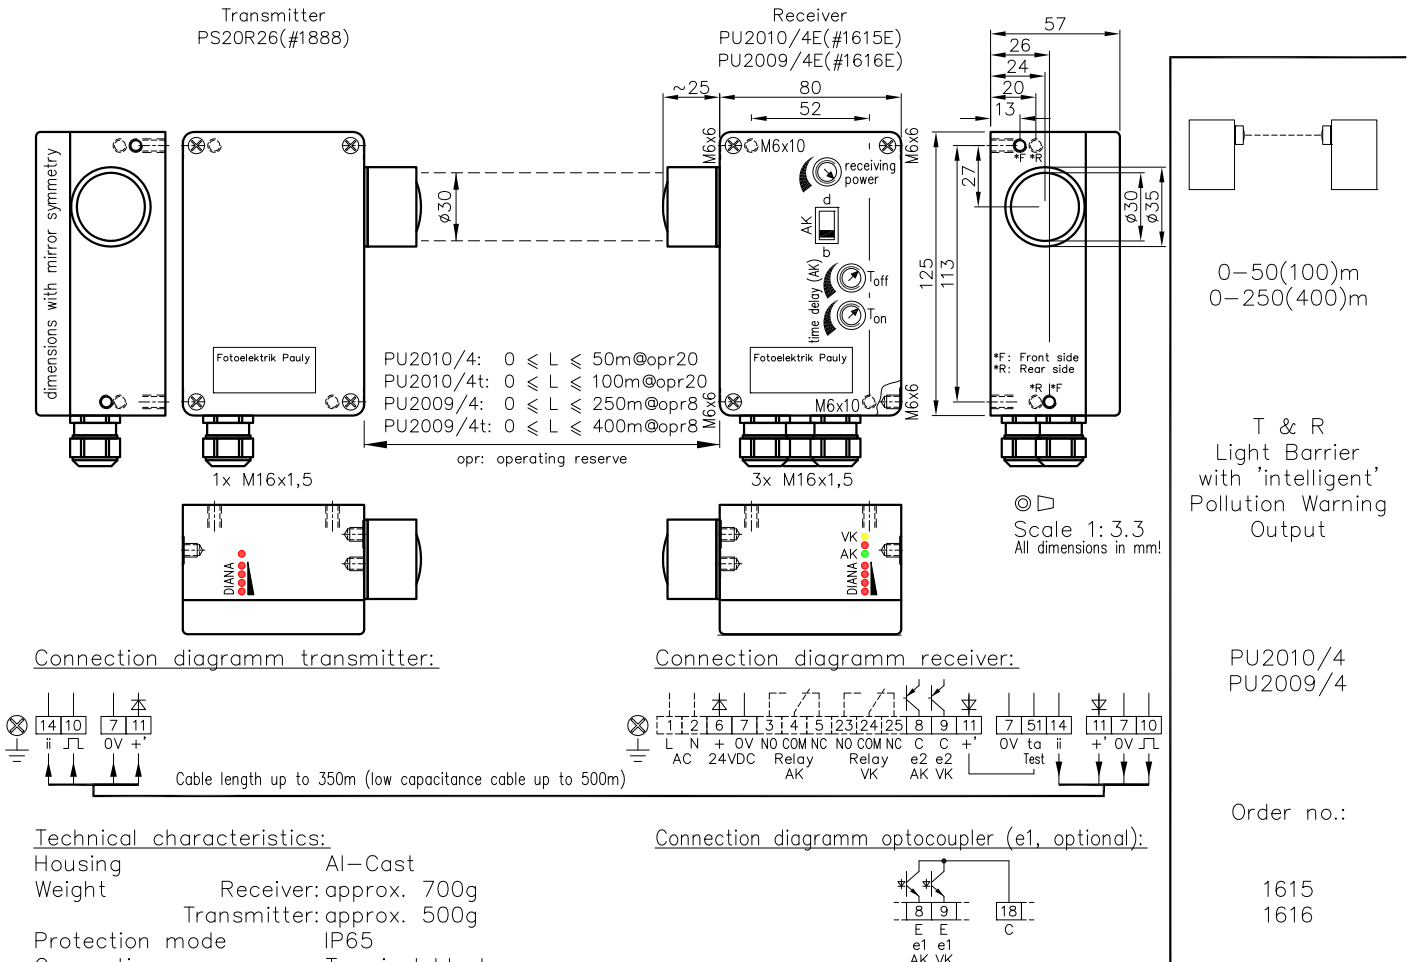 Transmitter
PS20R26(#1888)
Receiver
PU2010/4E(#1615E)
PU2009/4E(#1616E)
57
26
24
20
13
~25
80
52
M6x6
M6x10
M6x6
receiving
power
d
AK
b
time delay (AK)
Toff
Ton
dimensions with mirror symmetry
ø30
27
125
113
*F *R
ø30
ø35
Fotoelektrik Pauly
Fotoelektrik Pauly
*F: Front side
*R: Rear side
*R *F
PU2010/4: 0 ⩽ L ⩽ 50m@opr20
PU2010/4t: 0 ⩽ L ⩽ 100m@opr20
PU2009/4: 0 ⩽ L ⩽ 250m@opr8
PU2009/4t: 0 ⩽ L ⩽ 400m@opr8
opr: operating reserve
M6x6
M6x10
M6x6
1x M16x1,5
3x M16x1,5
Scale 1:3.3
All dimensions in mm!
DIANA
VK
AK
DIANA
0-50(100)m
0-250(400)m
T & R
Light Barrier
with 'intelligent'
Pollution Warning
Output
PU2010/4
PU2009/4
Order no.:
1615
1616
Connection diagramm transmitter:
14 10 7 11
ii 0V +'
Connection diagramm receiver:
1 2 6 7 3 4 5 23 24 25 8 9 11 7 51 14 11 7 10
L N + 0V NO COM NC NO COM NC C C +' 0V ta ii +' 0V
AC 24VDC Relay Relay e2 e2 Test
AK VK AK VK
Cable length up to 350m (low capacitance cable up to 500m)
Technical characteristics:
Housing Al-Cast
Weight Receiver: approx. 700g
Transmitter: approx. 500g
Protection mode IP65
Connection diagramm optocoupler (e1, optional):
8 9 18
E E C
e1 e1
AK VK